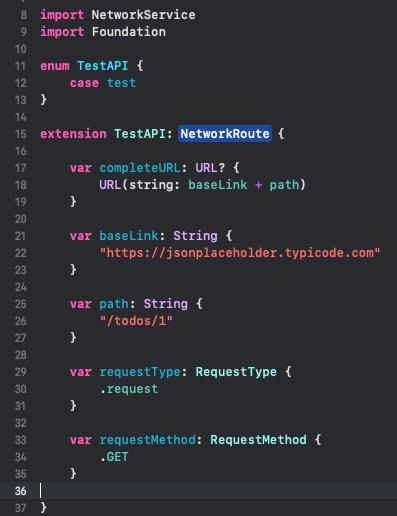 8 import NetworkService
9 import Foundation
10
11 enum TestAPI {
12     case test
13 }
14
15 extension TestAPI: NetworkRoute {
16
17     var completeURL: URL? {
18         URL(string: baseLink + path)
19     }
20
21     var baseLink: String {
22         "https://jsonplaceholder.typicode.com"
23     }
24
25     var path: String {
26         "/todos/1"
27     }
28
29     var requestType: RequestType {
30         .request
31     }
32
33     var requestMethod: RequestMethod {
34         .GET
35     }
36
37 }